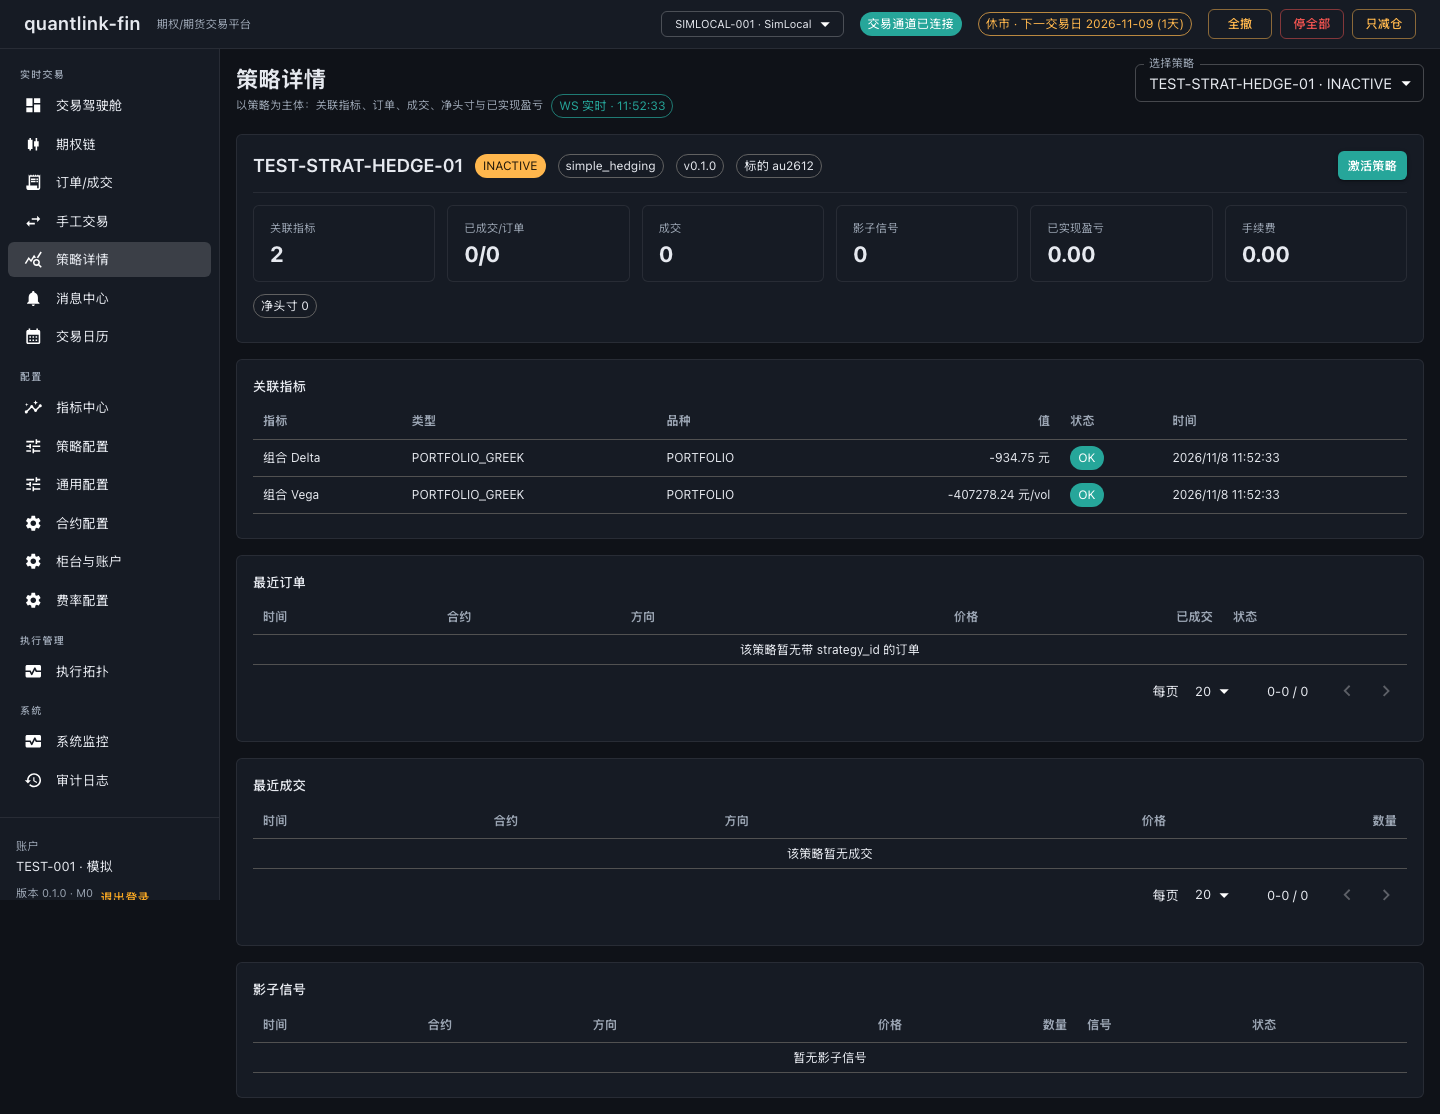 quantlink-fin 期权/期货交易平台 SIMLOCAL-001 · SimLocal 交易通道已连接 休市 · 下一交易日 2026-11-09 (1天) 全撤 停全部 只减仓
实时交易
交易驾驶舱
期权链
订单/成交
手工交易
策略详情
消息中心
交易日历
配置
指标中心
策略配置
通用配置
合约配置
柜台与账户
费率配置
执行管理
执行拓扑
系统
系统监控
审计日志
账户
TEST-001 · 模拟
版本 0.1.0 · M0 退出登录
策略详情
以策略为主体：关联指标、订单、成交、净头寸与已实现盈亏 WS 实时 · 11:52:33
选择策略
TEST-STRAT-HEDGE-01 · INACTIVE
TEST-STRAT-HEDGE-01 INACTIVE simple_hedging v0.1.0 标的 au2612 激活策略
关联指标 已成交/订单 成交 影子信号 已实现盈亏 手续费
2 0/0 0 0 0.00 0.00
净头寸 0
关联指标
指标 类型 品种 值 状态 时间
组合 Delta PORTFOLIO_GREEK PORTFOLIO -934.75 元 OK 2026/11/8 11:52:33
组合 Vega PORTFOLIO_GREEK PORTFOLIO -407278.24 元/vol OK 2026/11/8 11:52:33
最近订单
时间 合约 方向 价格 已成交 状态
该策略暂无带 strategy_id 的订单
每页 20 0-0 / 0
最近成交
时间 合约 方向 价格 数量
该策略暂无成交
每页 20 0-0 / 0
影子信号
时间 合约 方向 价格 数量 信号 状态
暂无影子信号